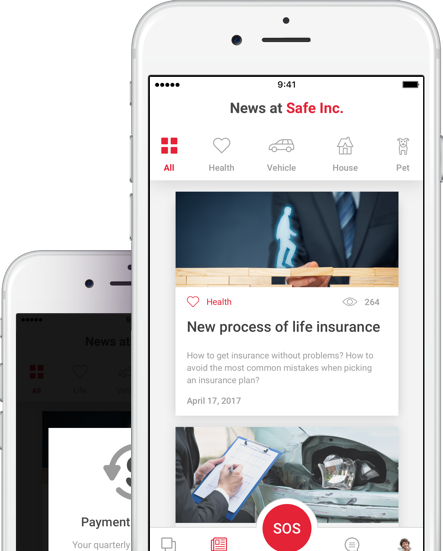 9:41
News at Safe Inc.
All
Health
Vehicle
House
Pet
Health
264
New process of life insurance
How to get insurance without problems? How to
avoid the most common mistakes when picking
an insurance plan?
April 17, 2017
SOS
News at
All
Payment
Your quarterly